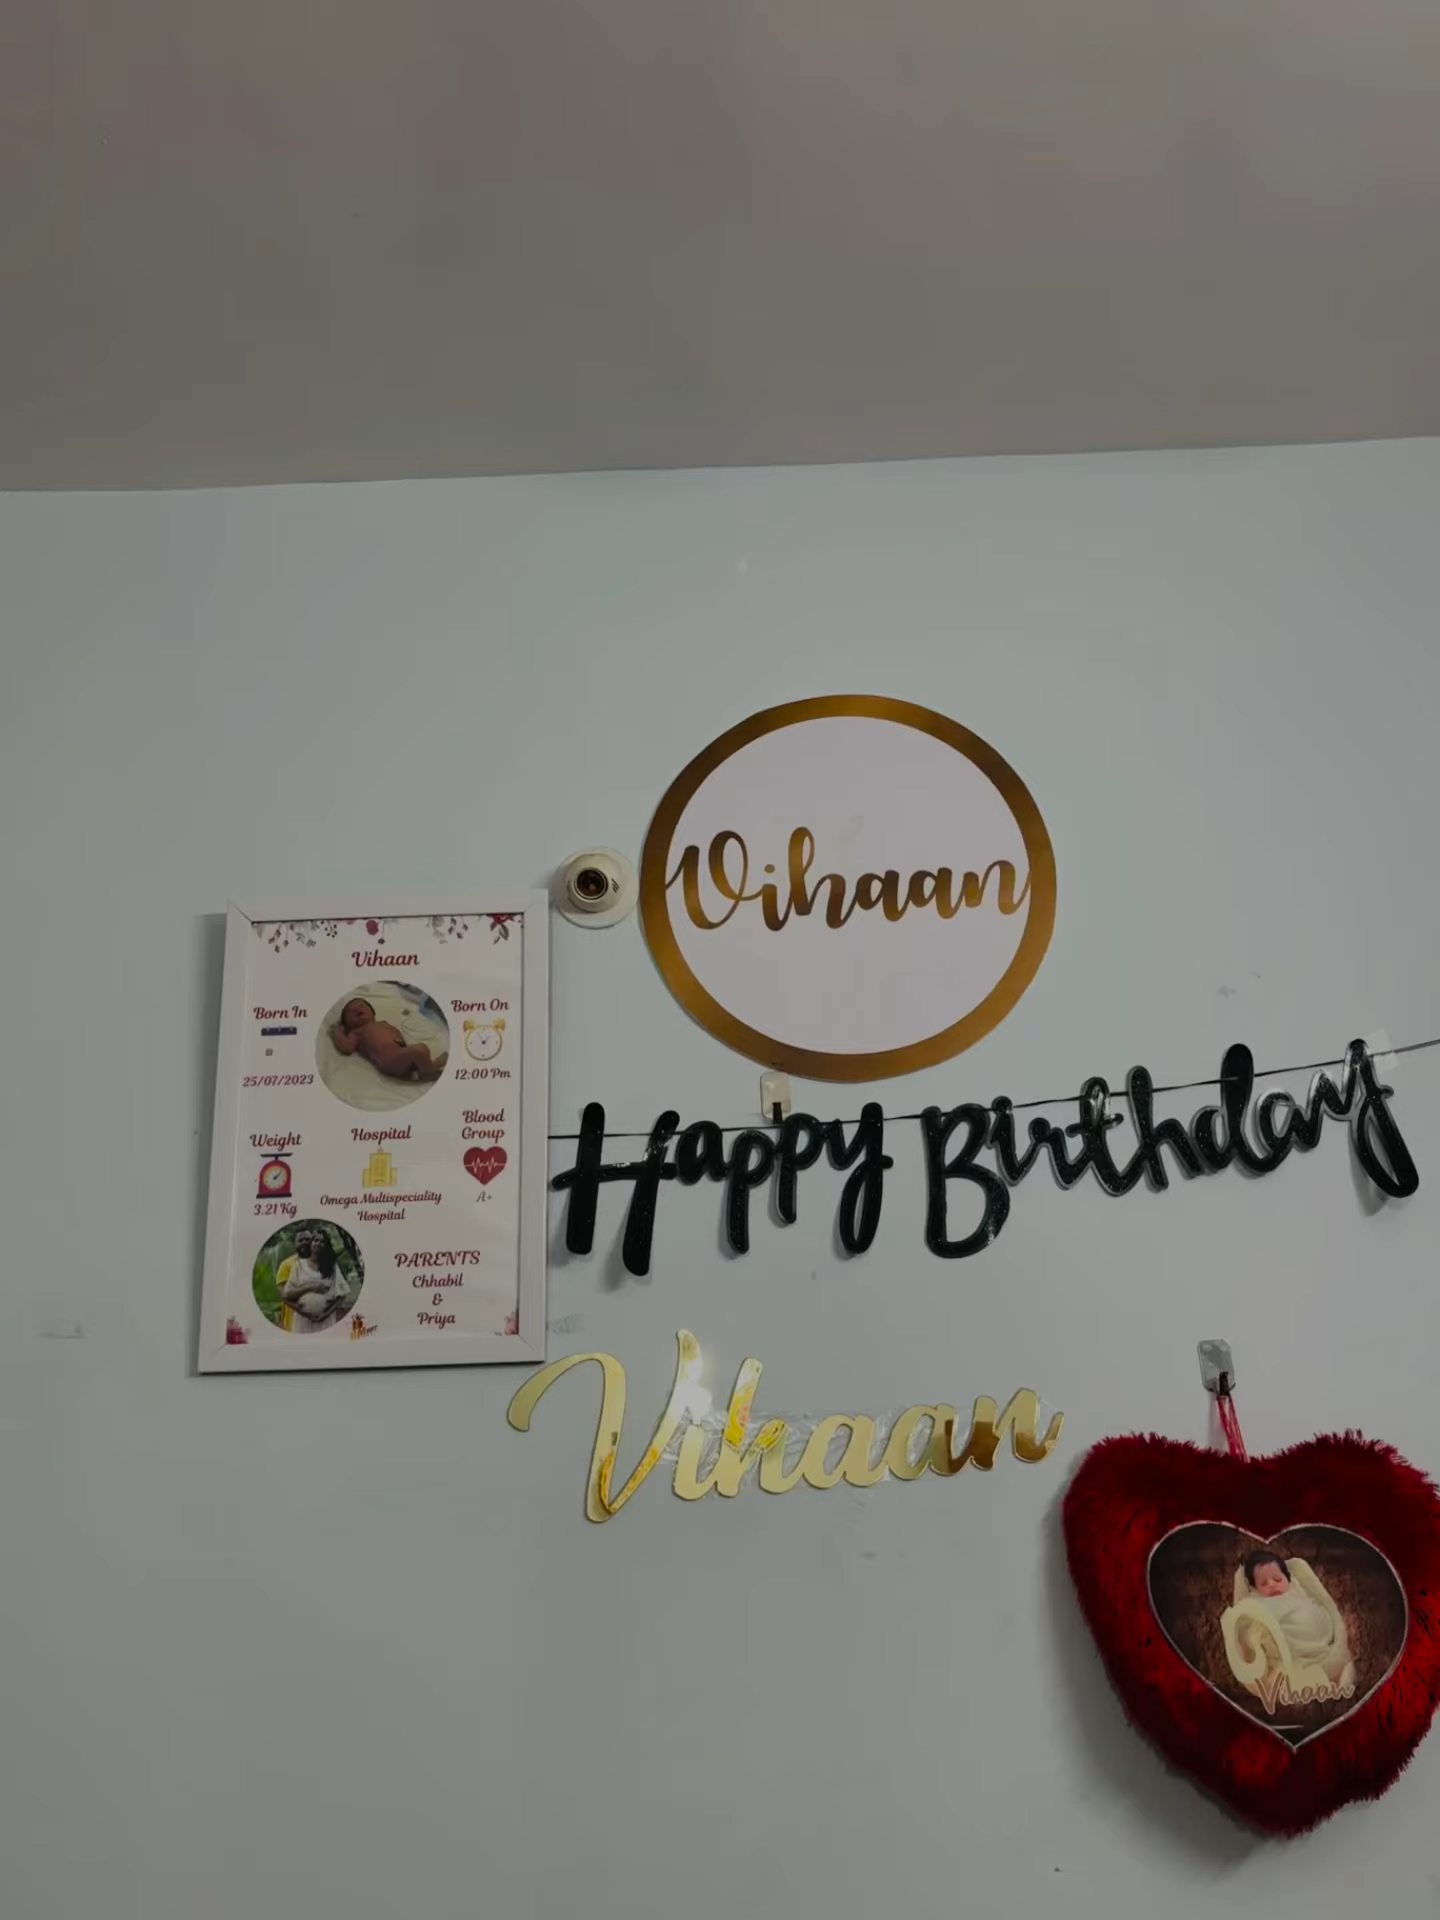 Vihaan
Vihaan
Born In
Born On
25/07/2023
12:00 Pm
Weight
Hospital
Blood
Group
3.21 Kg
Omega Multispeciality
Hospital
A+
PARENTS
Chhabil
&
Priya
Happy Birthday
Vihaan
Vihaan